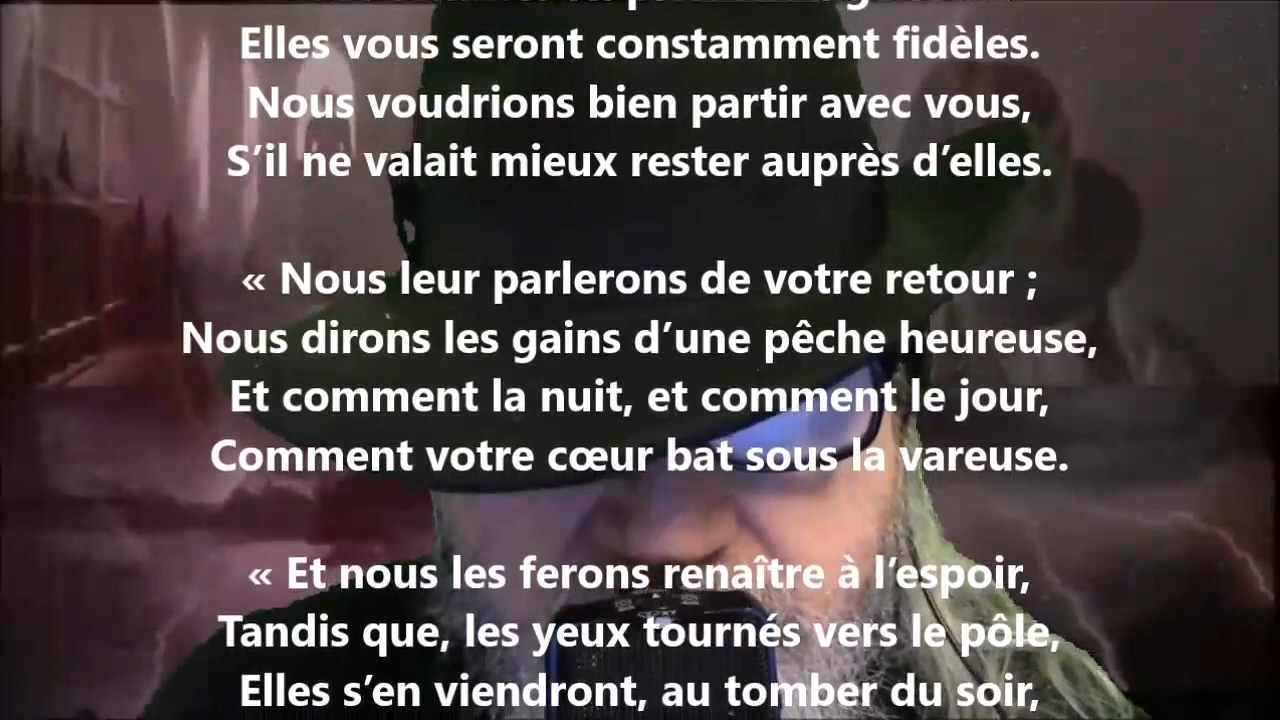 Elles vous seront constamment fidèles.
Nous voudrions bien partir avec vous,
S’il ne valait mieux rester auprès d’elles.
« Nous leur parlerons de votre retour ;
Nous dirons les gains d’une pêche heureuse,
Et comment la nuit, et comment le jour,
Comment votre cœur bat sous la vareuse.
« Et nous les ferons renaître à l’espoir,
Tandis que, les yeux tournés vers le pôle,
Elles s’en viendront, au tomber du soir,